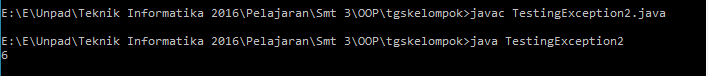 E:\E\Unpad\Teknik Informatika 2016\Pelajaran\Smt 3\OOP\tgskelompok>javac TestingException2.java
E:\E\Unpad\Teknik Informatika 2016\Pelajaran\Smt 3\OOP\tgskelompok>java TestingException2
6